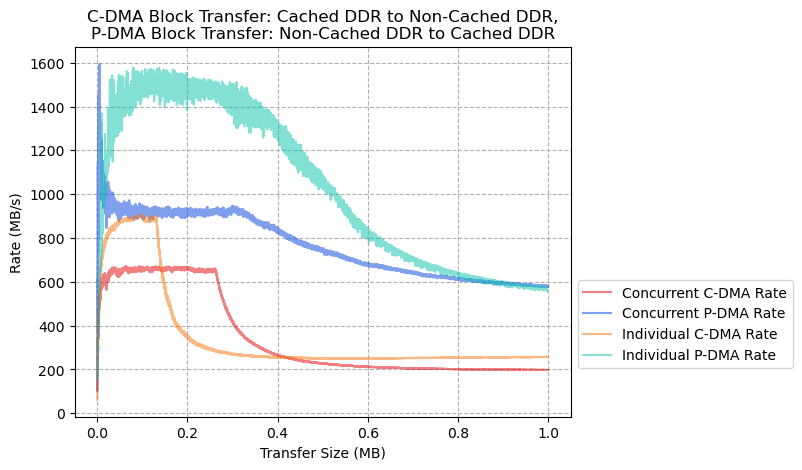 C-DMA Block Transfer: Cached DDR to Non-Cached DDR,
P-DMA Block Transfer: Non-Cached DDR to Cached DDR
1600
1400
1200
1000
800
600
400
200
0
Rate (MB/s)
0.0 0.2 0.4 0.6 0.8 1.0
Transfer Size (MB)
Concurrent C-DMA Rate
Concurrent P-DMA Rate
Individual C-DMA Rate
Individual P-DMA Rate